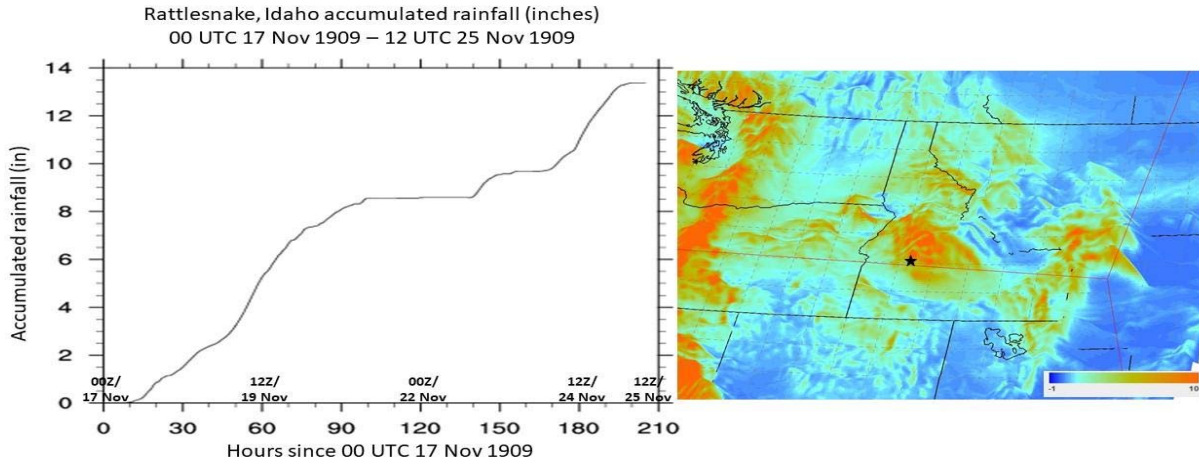 Rattlesnake, Idaho accumulated rainfall (inches)
00 UTC 17 Nov 1909 – 12 UTC 25 Nov 1909
Accumulated rainfall (in)
14
12
10
8
6
4
2
0
00Z/ 12Z/ 00Z/ 12Z/ 12Z/
17 Nov 19 Nov 22 Nov 24 Nov 25 Nov
0 30 60 90 120 150 180 210
Hours since 00 UTC 17 Nov 1909
-1 10